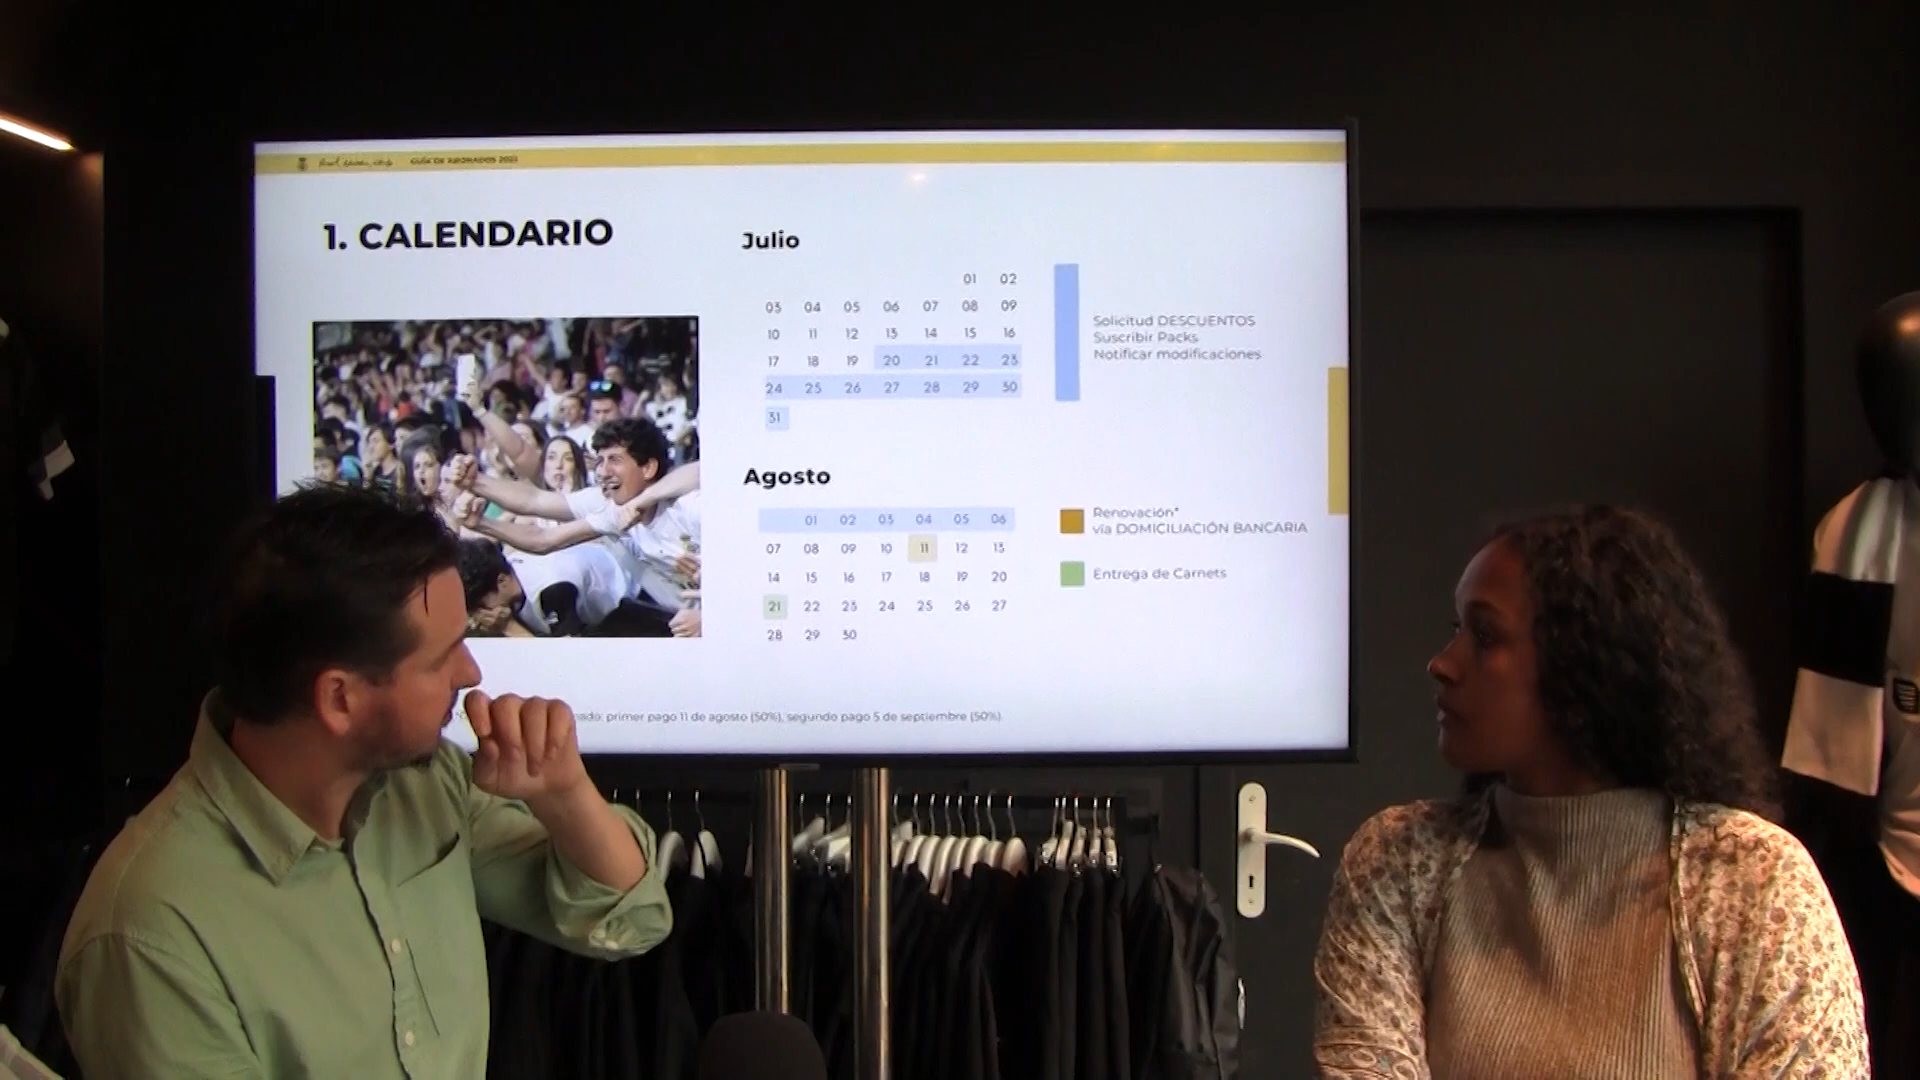 GUÍA DE ABONADOS 2023
1. CALENDARIO
Julio
01 02
03 04 05 06 07 08 09
10 11 12 13 14 15 16
17 18 19 20 21 22 23
24 25 26 27 28 29 30
31
Solicitud DESCUENTOS
Suscribir Packs
Notificar modificaciones
Agosto
01 02 03 04 05 06
07 08 09 10 11 12 13
14 15 16 17 18 19 20
21 22 23 24 25 26 27
28 29 30
Renovación*
vía DOMICILIACIÓN BANCARIA
Entrega de Carnets
primer pago 11 de agosto (50%), segundo pago 5 de septiembre (50%).